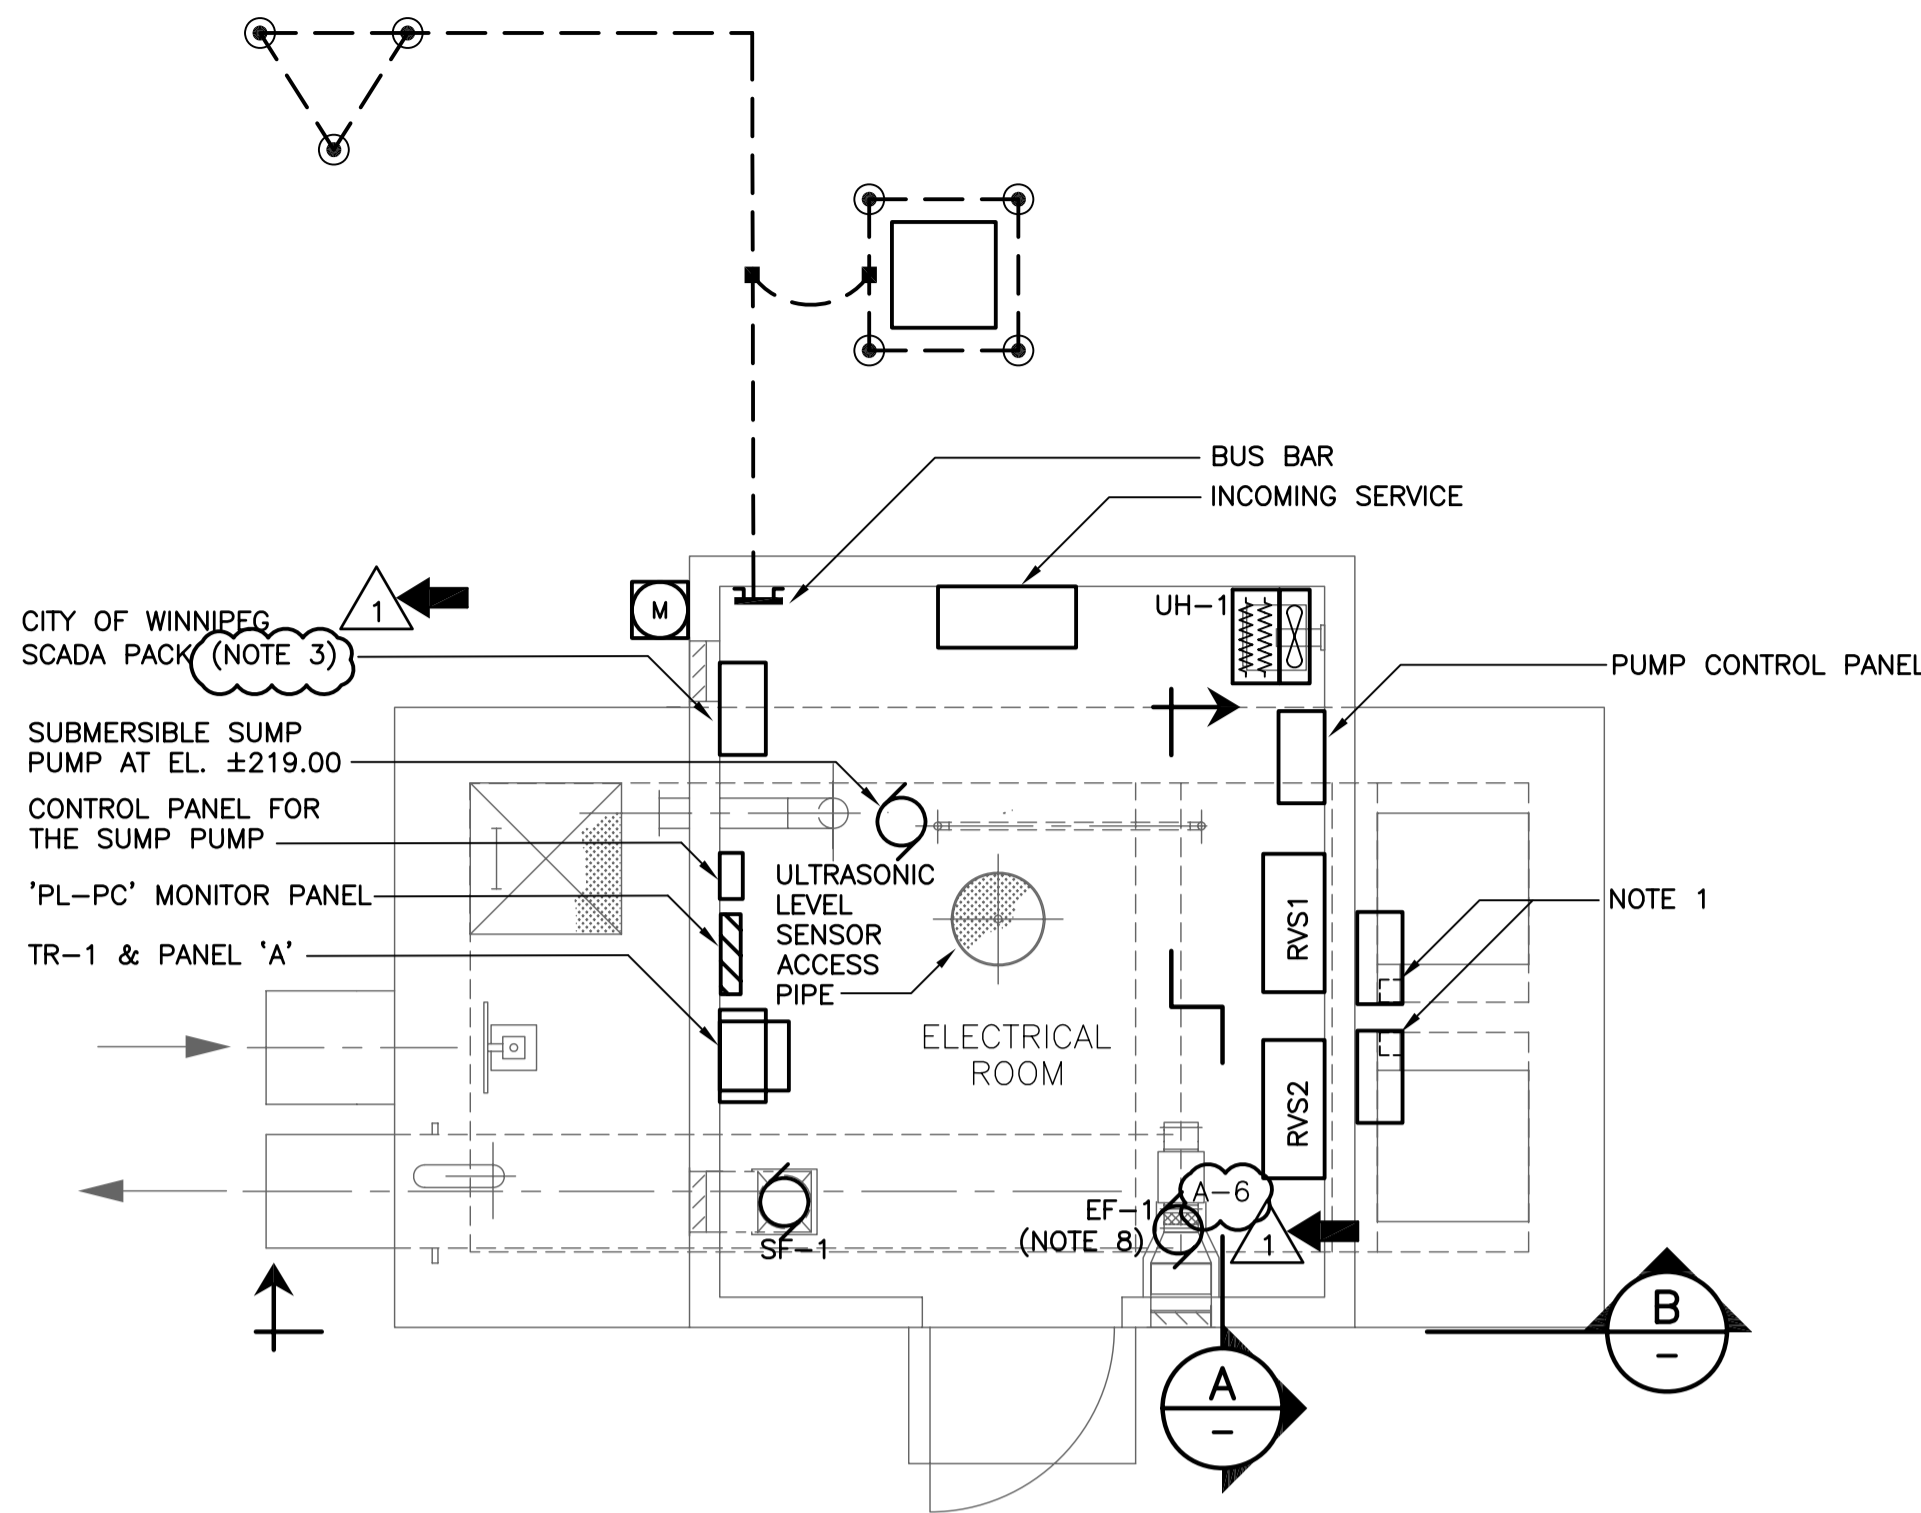 BUS BAR
INCOMING SERVICE
1
CITY OF WINNIPEG
SCADA PACK (NOTE 3)
M
UH-1
PUMP CONTROL PANEL
SUBMERSIBLE SUMP
PUMP AT EL. ±219.00
CONTROL PANEL FOR
THE SUMP PUMP
'PL-PC' MONITOR PANEL
TR-1 & PANEL 'A'
ULTRASONIC
LEVEL
SENSOR
ACCESS
PIPE
RVS1
NOTE 1
ELECTRICAL
ROOM
RVS2
A-6
EF-1
(NOTE 8)
1
SF-1
B
-
A
-